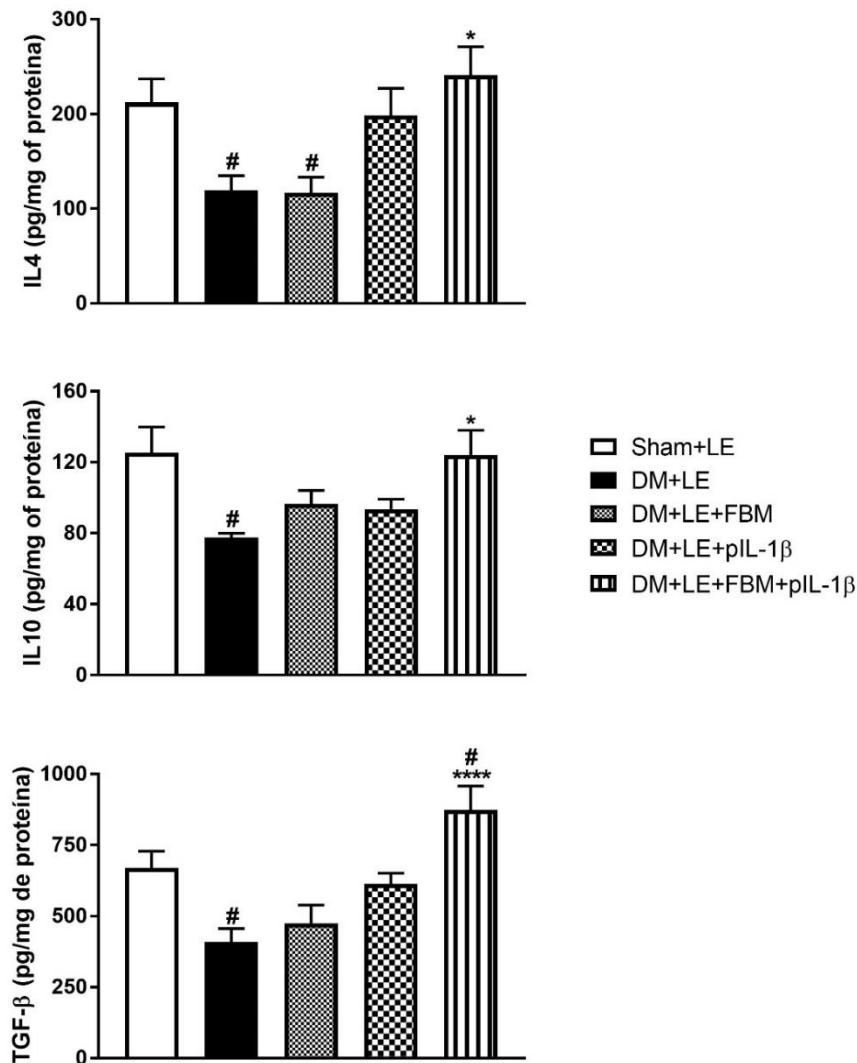 300
200
100
0
IL4 (pg/mg of proteína)
#
#
*
160
120
80
40
0
IL10 (pg/mg of proteína)
#
*
Sham+LE
DM+LE
DM+LE+FBM
DM+LE+pIL-1β
DM+LE+FBM+pIL-1β
1000
750
500
250
0
TGF-β (pg/mg de proteína)
#
#
****